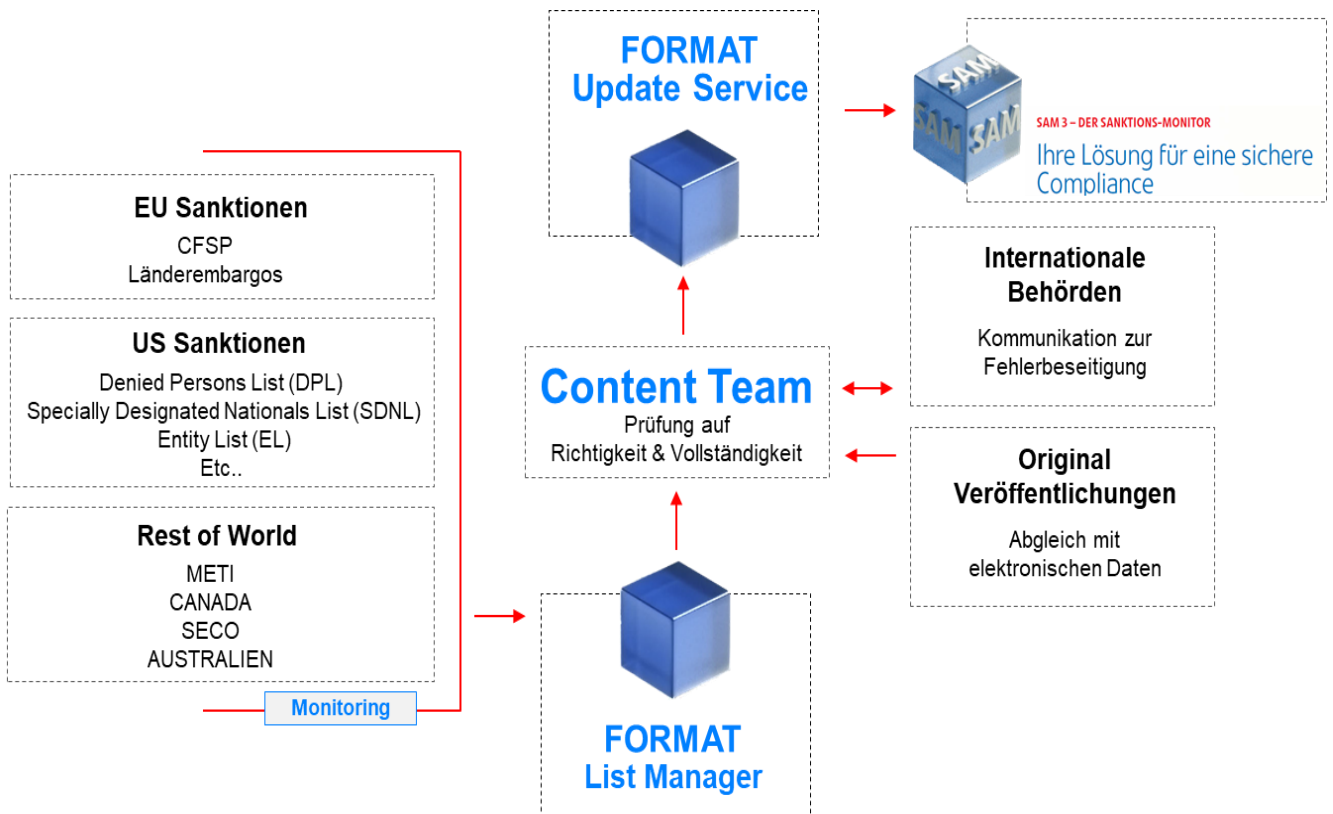 FORMAT
Update Service
SAM
SAM SAM
SAM 3 – DER SANKTIONS-MONITOR
Ihre Lösung für eine sichere
Compliance
EU Sanktionen
CFSP
Länderembargos
US Sanktionen
Denied Persons List (DPL)
Specially Designated Nationals List (SDNL)
Entity List (EL)
Etc..
Rest of World
METI
CANADA
SECO
AUSTRALIEN
Monitoring
Content Team
Prüfung auf
Richtigkeit & Vollständigkeit
Internationale
Behörden
Kommunikation zur
Fehlerbeseitigung
Original
Veröffentlichungen
Abgleich mit
elektronischen Daten
FORMAT
List Manager